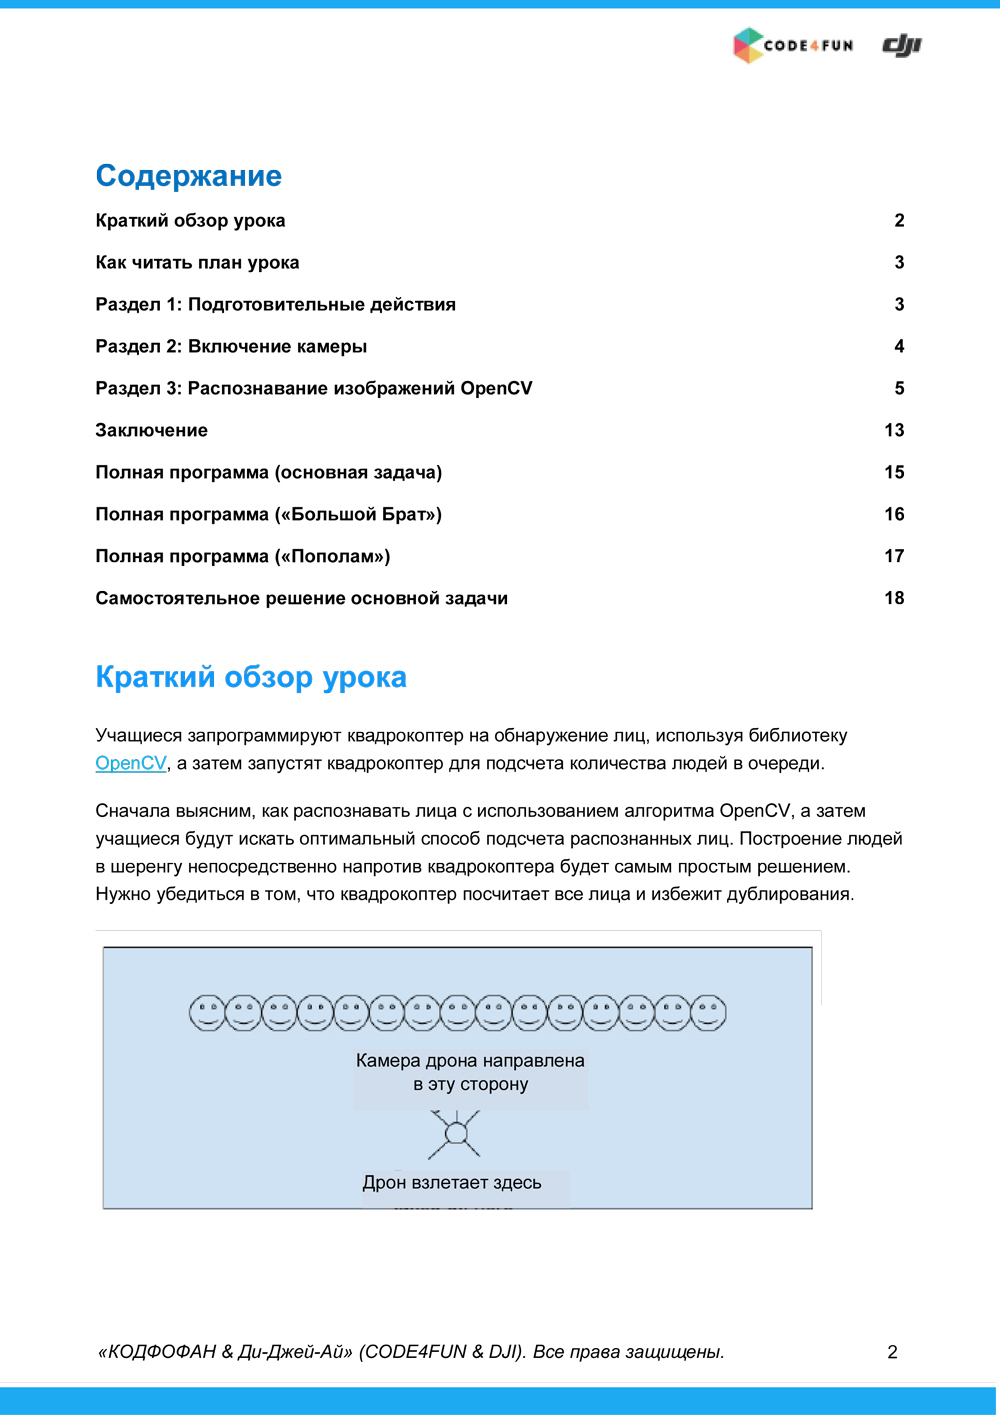 CODE4FUN dji
Содержание
Краткий обзор урока 2
Как читать план урока 3
Раздел 1: Подготовительные действия 3
Раздел 2: Включение камеры 4
Раздел 3: Распознавание изображений OpenCV 5
Заключение 13
Полная программа (основная задача) 15
Полная программа («Большой Брат») 16
Полная программа («Пополам») 17
Самостоятельное решение основной задачи 18
Краткий обзор урока
Учащиеся запрограммируют квадрокоптер на обнаружение лиц, используя библиотеку
OpenCV, а затем запустят квадрокоптер для подсчета количества людей в очереди.
Сначала выясним, как распознавать лица с использованием алгоритма OpenCV, а затем
учащиеся будут искать оптимальный способ подсчета распознанных лиц. Построение людей
в шеренгу непосредственно напротив квадрокоптера будет самым простым решением.
Нужно убедиться в том, что квадрокоптер посчитает все лица и избежит дублирования.
Камера дрона направлена
в эту сторону
Дрон взлетает здесь
«КОДФОФАН & Ди-Джей-Ай» (CODE4FUN & DJI). Все права защищены. 2